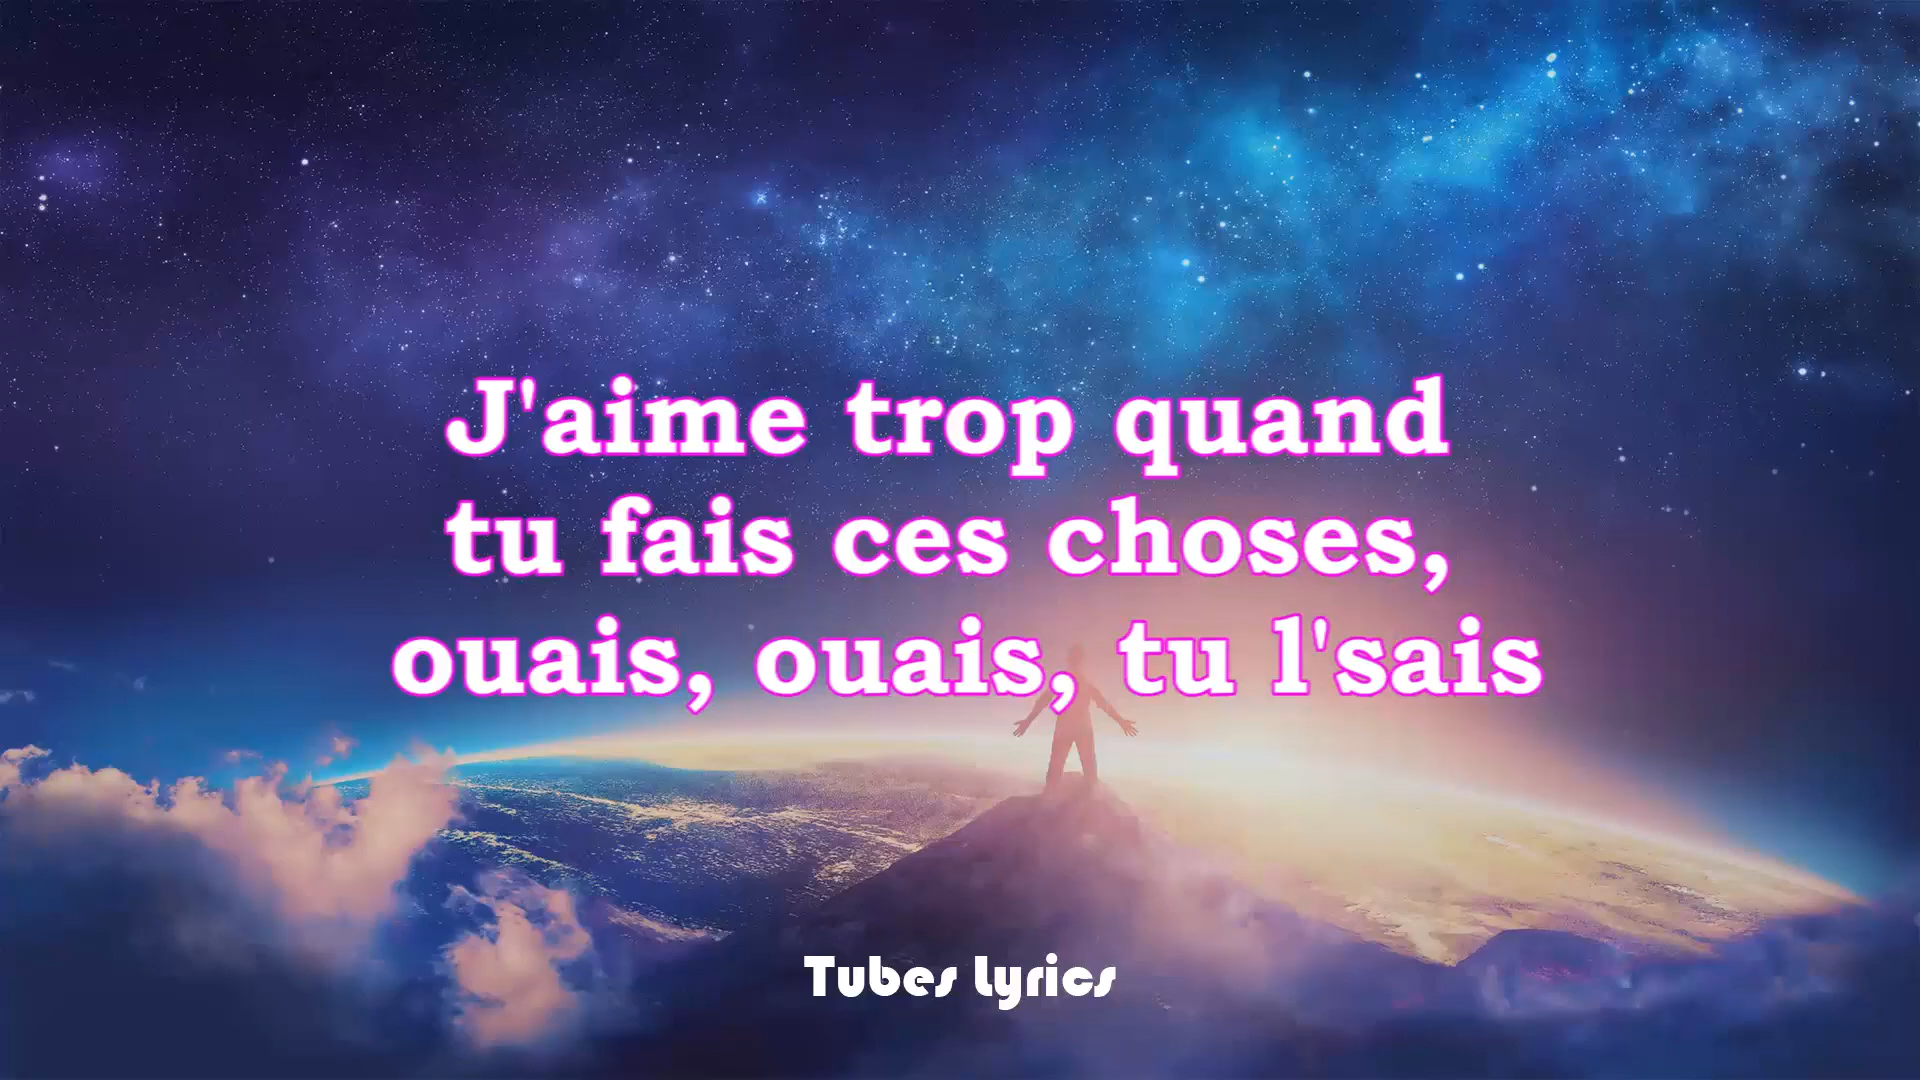 J'aime trop quand
tu fais ces choses,
ouais, ouais, tu l'sais
Tubes Lyrics